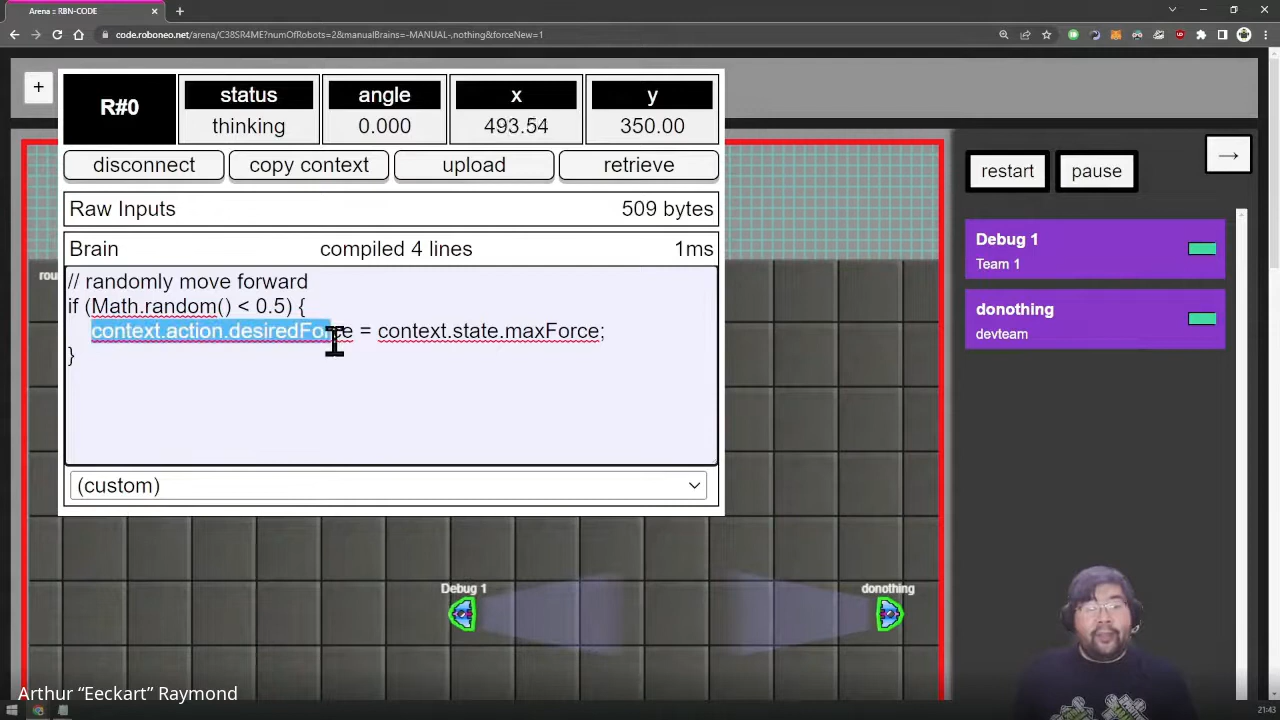 Arena :: RBN-CODE
code.roboneo.net/arena/C38SR4ME?numOfRobots=2&manualBrains=-MANUAL-,nothing&forceNew=1
+
R#0
status
angle
x
y
thinking
0.000
493.54
350.00
disconnect
copy context
upload
retrieve
Raw Inputs
509 bytes
Brain
compiled 4 lines
1ms
// randomly move forward
if (Math.random() < 0.5) {
context.action.desiredForce = context.state.maxForce;
}
(custom)
restart
pause
→
Debug 1
Team 1
donothing
devteam
Debug 1
donothing
Arthur “Eeckart” Raymond
21:43